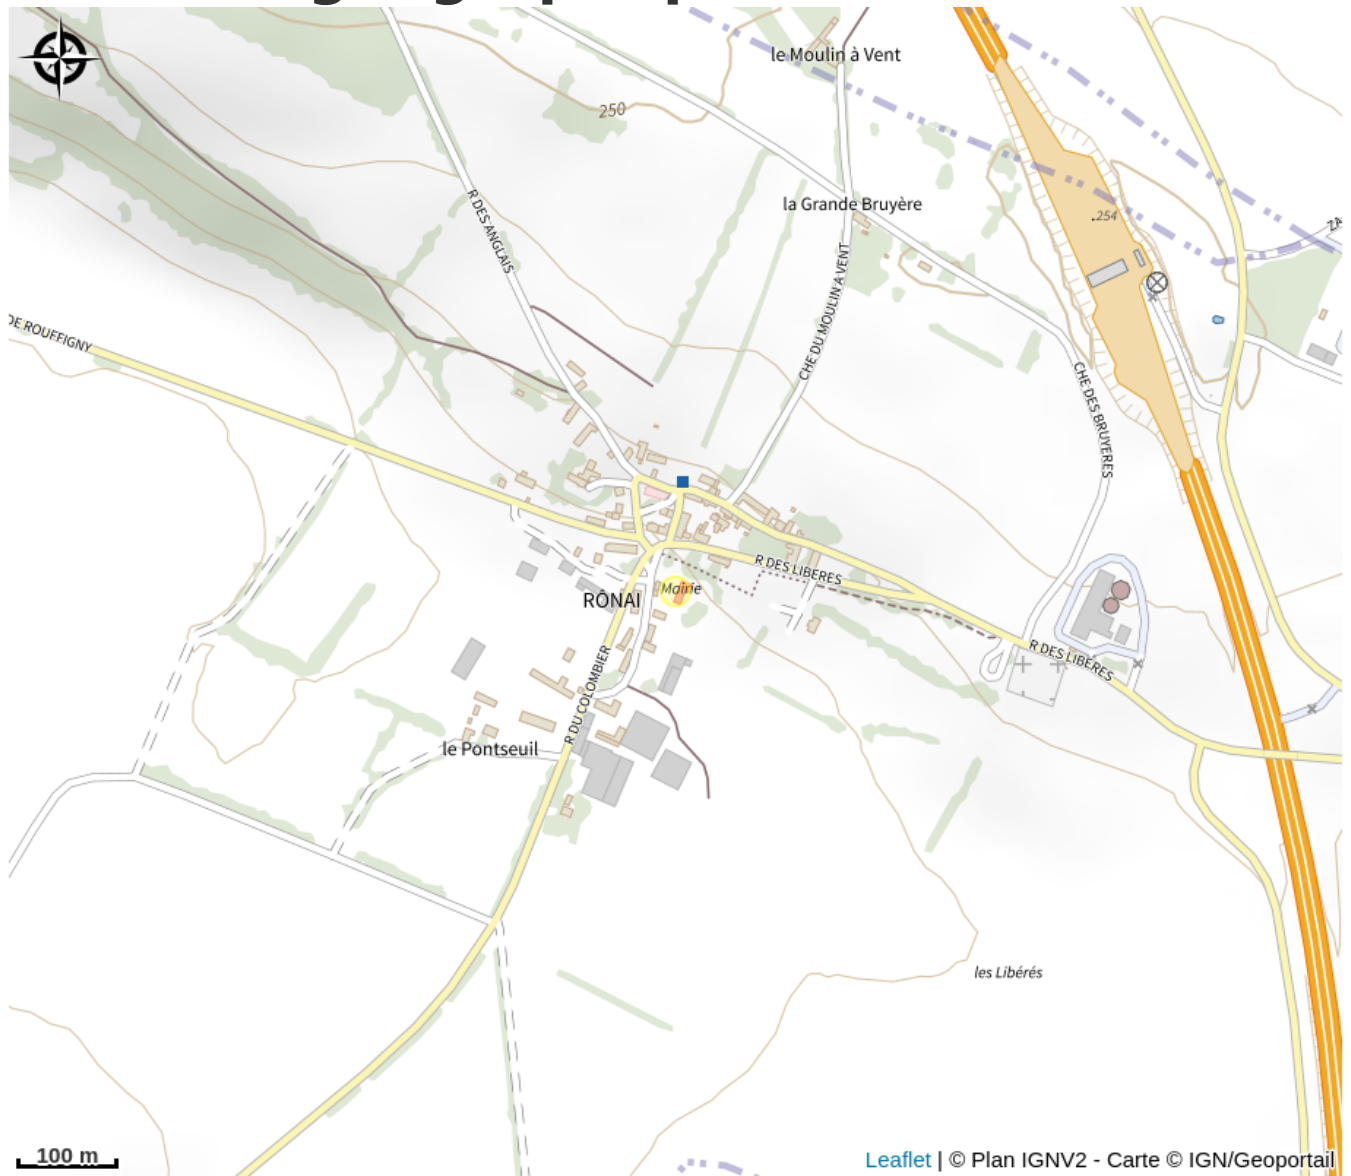 le Moulin à Vent
250
R DES ANGLAIS
la Grande Bruyère
.254
ZA
CHE DU MOULIN A VENT
DE ROUFFIGNY
CHE DES BRUYERES
R DES LIBERES
Mairie
RÔNAI
R DES LIBERES
R DU COLOMBIER
le Pontseuil
les Libérés
100 m
Leaflet | © Plan IGNV2 - Carte © IGN/Geoportail